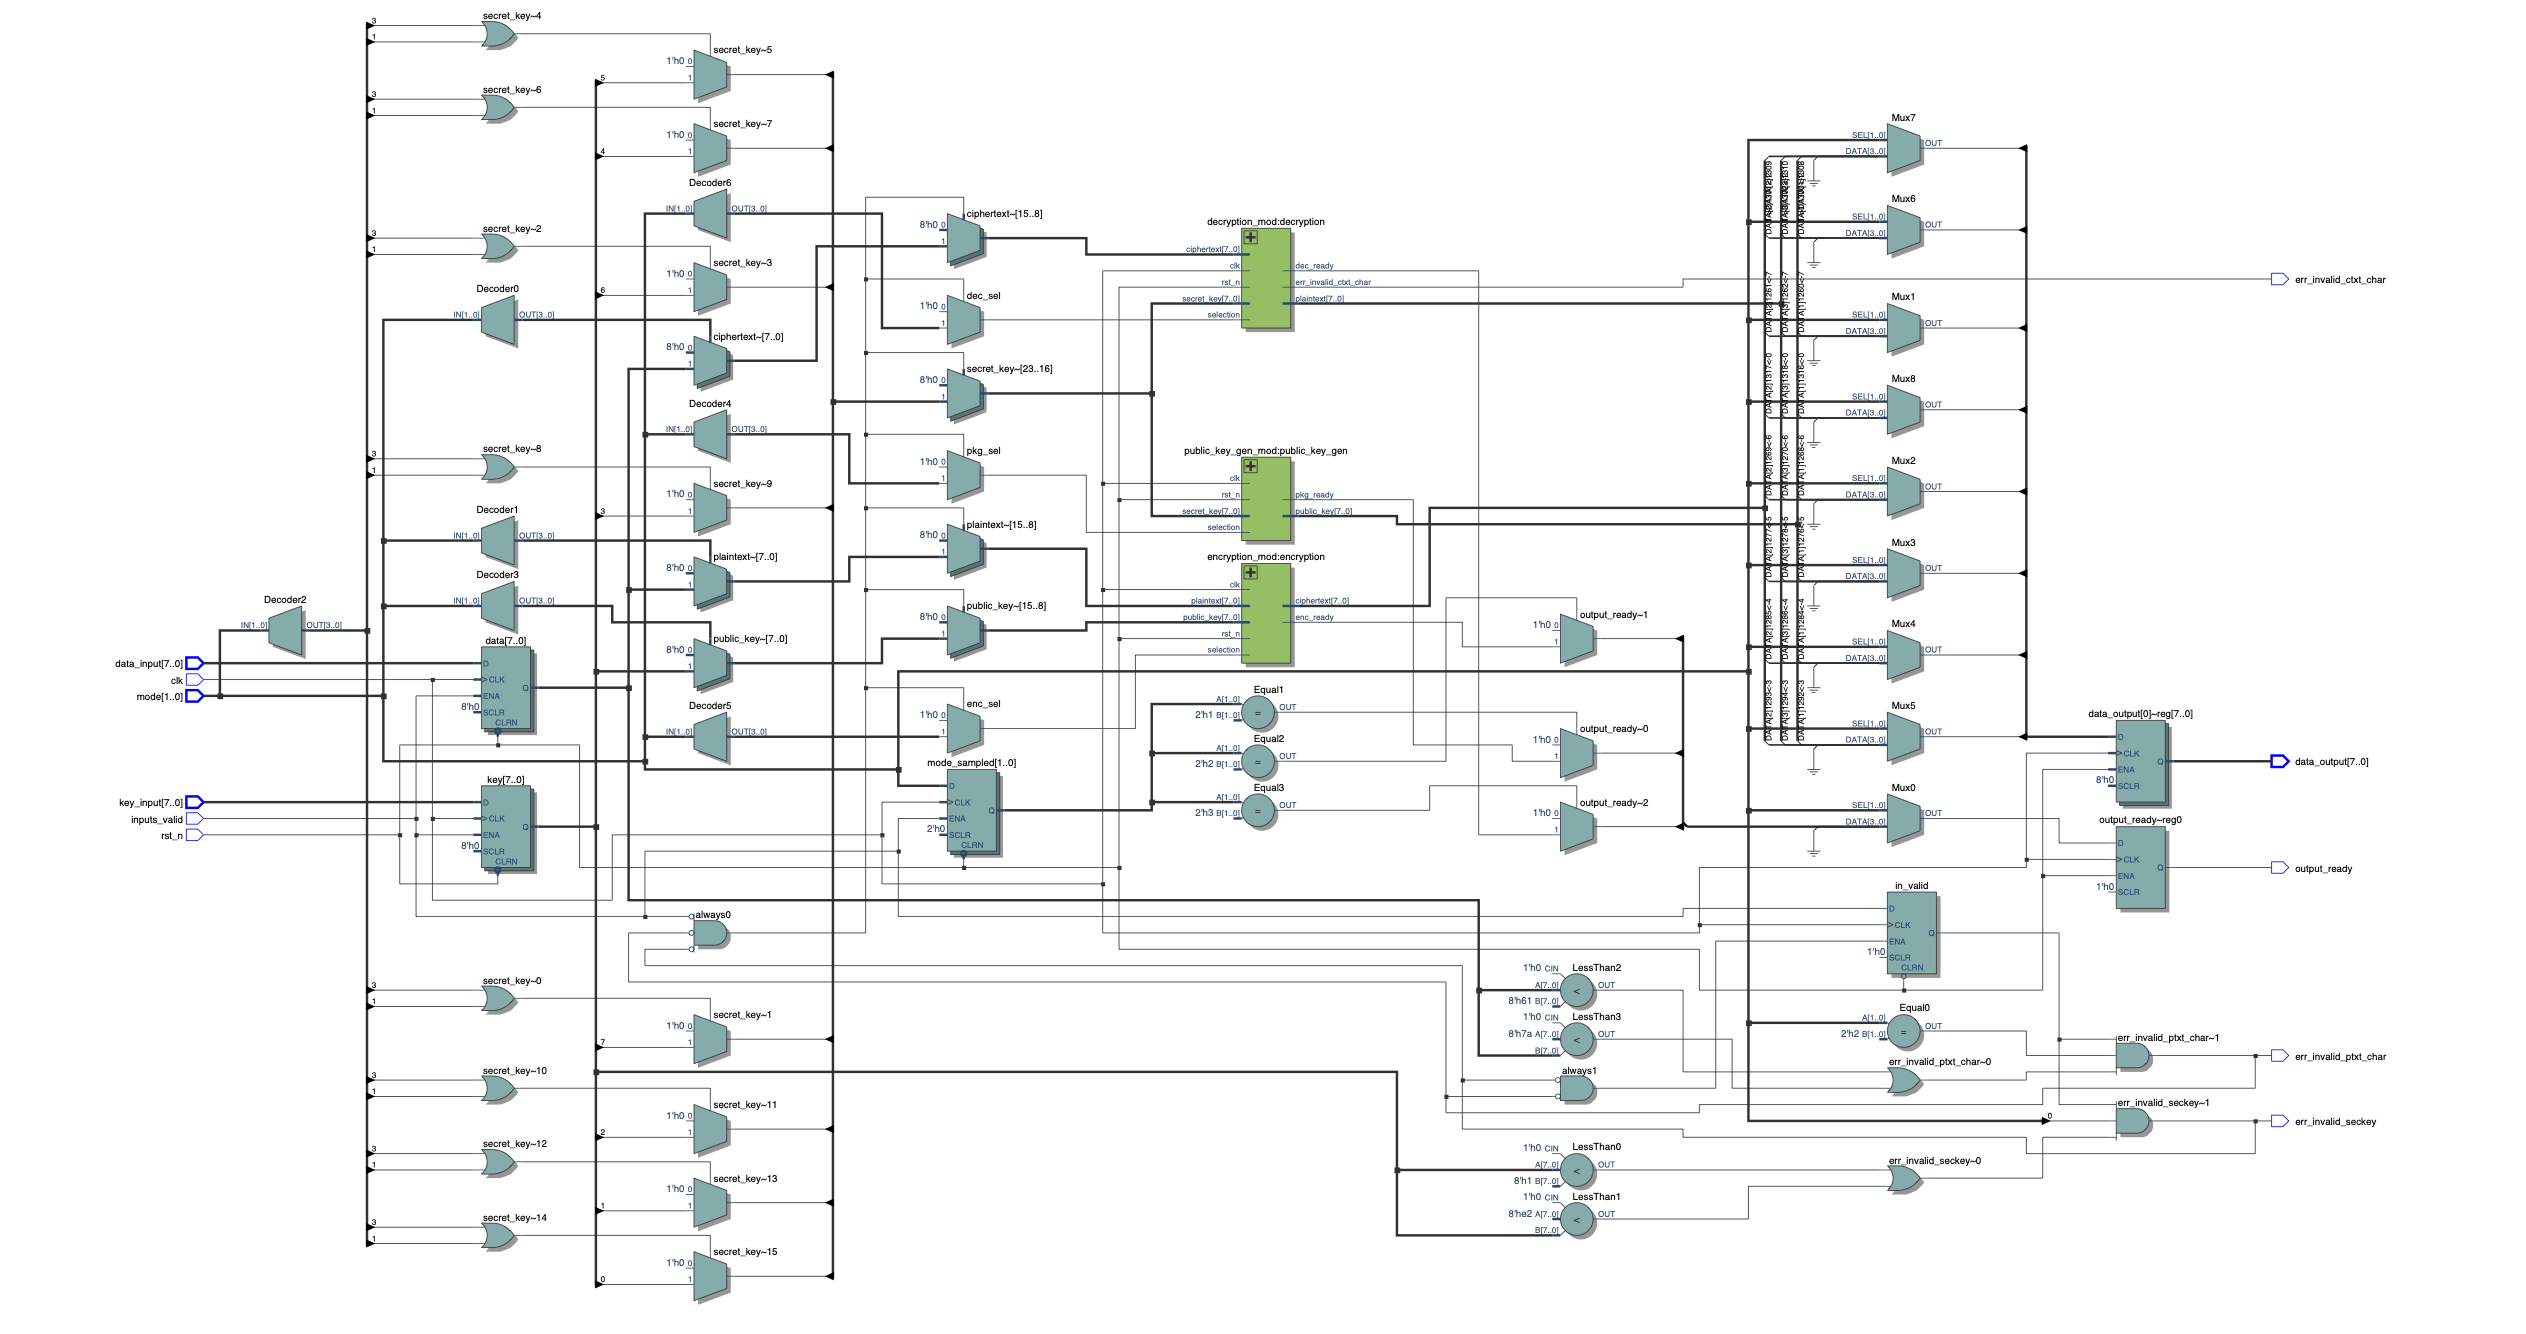 secret_key~4
3
1
secret_key~5
1'h0 0
5
1
secret_key~6
3
1
secret_key~7
1'h0 0
4
1
Decoder6
IN[1..0]
OUT[3..0]
secret_key~2
3
1
secret_key~3
1'h0 0
6
1
Decoder0
IN[1..0]
OUT[3..0]
ciphertext~[7..0]
8'h0 0
1
Decoder4
IN[1..0]
OUT[3..0]
secret_key~8
3
1
secret_key~9
1'h0 0
3
1
Decoder1
IN[1..0]
OUT[3..0]
plaintext~[7..0]
8'h0 0
1
Decoder3
IN[1..0]
OUT[3..0]
Decoder2
IN[1..0]
OUT[3..0]
public_key~[7..0]
8'h0 0
1
data_input[7..0]
clk
mode[1..0]
data[7..0]
D
CLK
ENA
8'h0
SCLR
CLRN
Q
Decoder5
IN[1..0]
OUT[3..0]
key_input[7..0]
inputs_valid
rst_n
key[7..0]
D
CLK
ENA
8'h0
SCLR
CLRN
Q
always0
secret_key~0
3
1
secret_key~1
1'h0 0
7
1
secret_key~10
3
1
secret_key~11
1'h0 0
2
1
secret_key~12
3
1
secret_key~13
1'h0 0
1
1
secret_key~14
3
1
secret_key~15
1'h0 0
0
1
ciphertext~[15..8]
8'h0 0
1
dec_sel
1'h0 0
1
secret_key~[23..16]
8'h0 0
1
pkg_sel
1'h0 0
1
plaintext~[15..8]
8'h0 0
1
public_key~[15..8]
8'h0 0
1
enc_sel
1'h0 0
1
mode_sampled[1..0]
D
CLK
ENA
2'h0
SCLR
CLRN
Q
decryption_mod:decryption
ciphertext[7..0]
clk
rst_n
secret_key[7..0]
selection
dec_ready
err_invalid_ctxt_char
plaintext[7..0]
public_key_gen_mod:public_key_gen
clk
rst_n
secret_key[7..0]
selection
pkg_ready
public_key[7..0]
encryption_mod:encryption
clk
plaintext[7..0]
public_key[7..0]
rst_n
selection
ciphertext[7..0]
enc_ready
Equal1
A[1..0]
2'h1 B[1..0]
OUT
Equal2
A[1..0]
2'h2 B[1..0]
OUT
Equal3
A[1..0]
2'h3 B[1..0]
OUT
output_ready~1
1'h0 0
1
output_ready~0
1'h0 0
1
output_ready~2
1'h0 0
1
LessThan2
1'h0 CIN
A[7..0]
8'h61 B[7..0]
OUT
LessThan3
1'h0 CIN
8'h7a A[7..0]
B[7..0]
OUT
always1
LessThan0
1'h0 CIN
A[7..0]
8'h1 B[7..0]
OUT
LessThan1
1'h0 CIN
8'he2 A[7..0]
B[7..0]
OUT
Mux7
SEL[1..0]
DATA[3..0]
OUT
Mux6
SEL[1..0]
DATA[3..0]
OUT
Mux1
SEL[1..0]
DATA[3..0]
OUT
Mux8
SEL[1..0]
DATA[3..0]
OUT
Mux2
SEL[1..0]
DATA[3..0]
OUT
Mux3
SEL[1..0]
DATA[3..0]
OUT
Mux4
SEL[1..0]
DATA[3..0]
OUT
Mux5
SEL[1..0]
DATA[3..0]
OUT
Mux0
SEL[1..0]
DATA[3..0]
OUT
in_valid
D
CLK
ENA
1'h0
SCLR
CLRN
Q
Equal0
A[1..0]
2'h2 B[1..0]
OUT
err_invalid_ptxt_char~0
err_invalid_ptxt_char~1
err_invalid_seckey~0
0
err_invalid_seckey~1
data_output[0]~reg[7..0]
D
CLK
ENA
8'h0
SCLR
Q
output_ready~reg0
D
CLK
ENA
1'h0
SCLR
Q
err_invalid_ctxt_char
data_output[7..0]
output_ready
err_invalid_ptxt_char
err_invalid_seckey